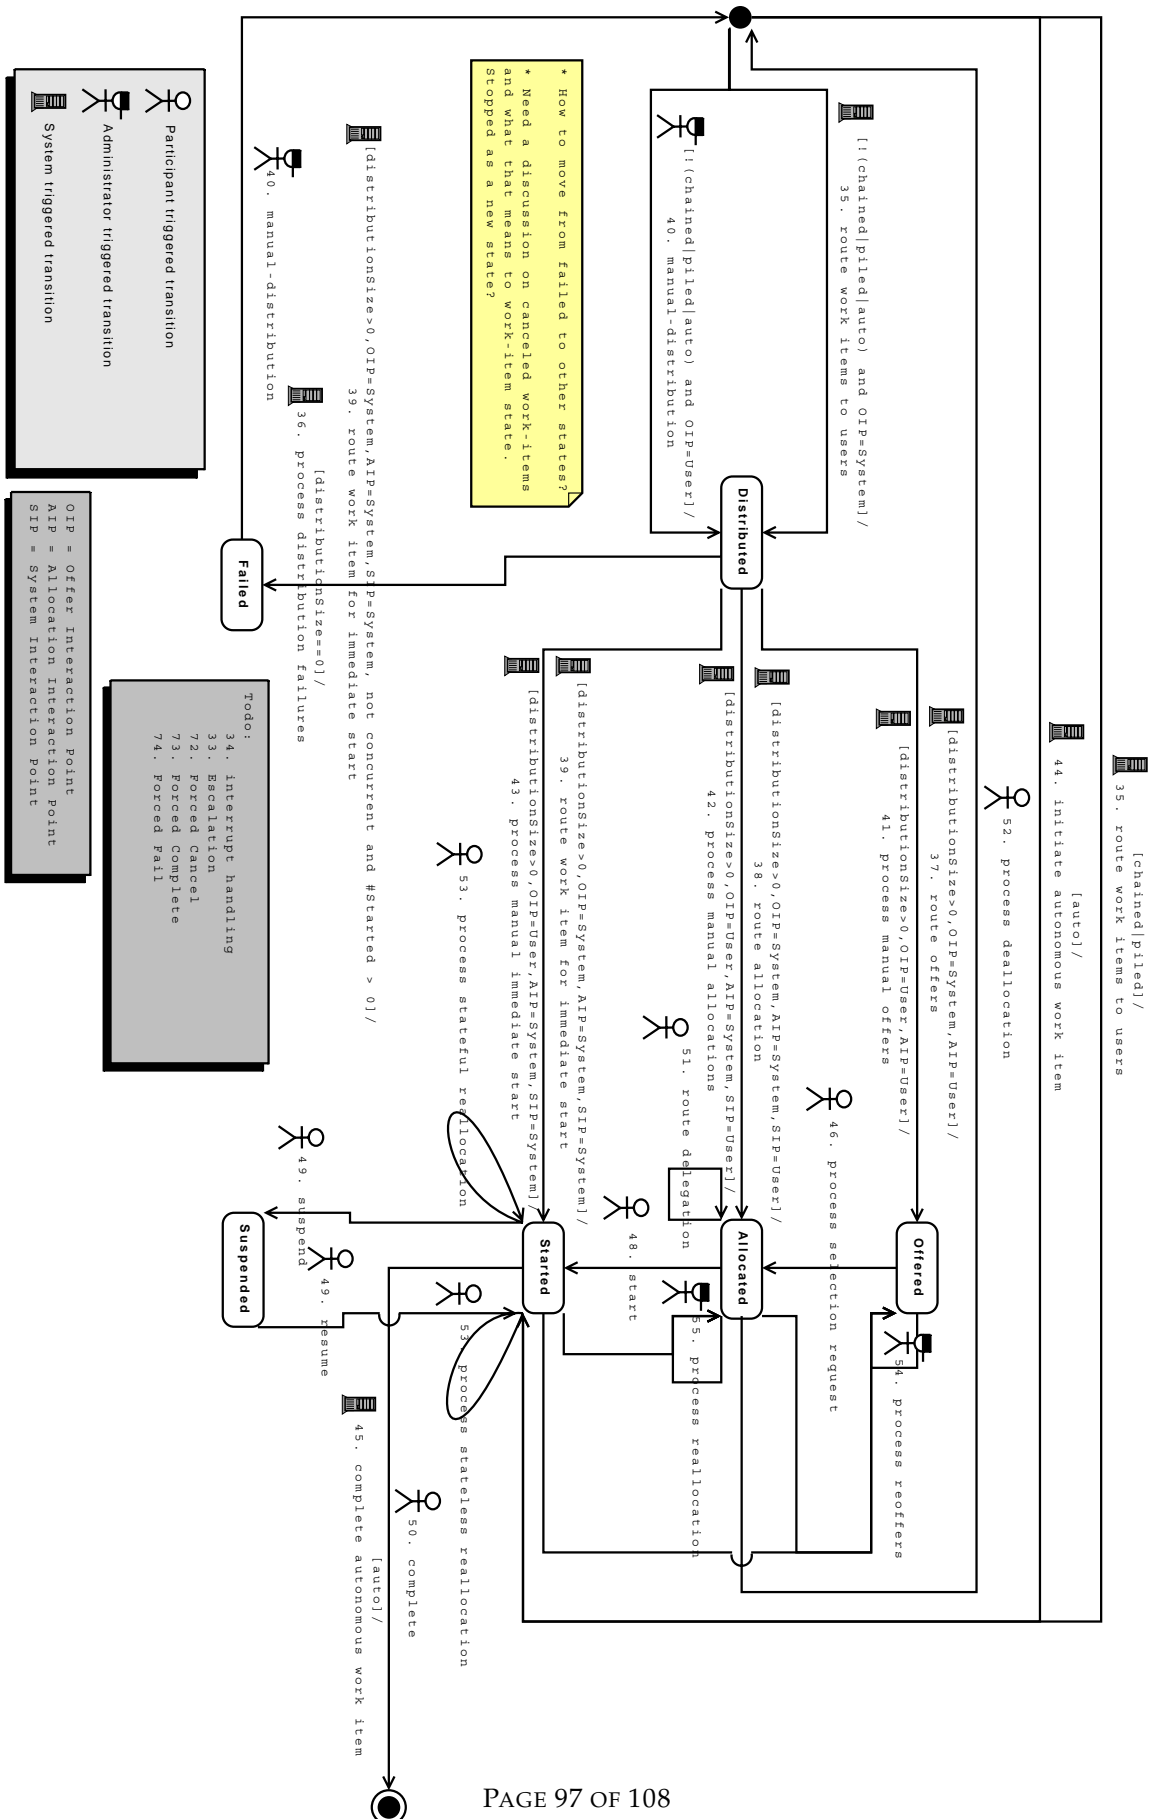 [chained|piled]/
35. route work items to users
[auto]/
44. initiate autonomous work item
52. process deallocation
[distributionSize>0,OIP=System,AIP=User]/
37. route offers
[distributionSize>0,OIP=User,AIP=User]/
41. process manual offers
[!(chained|piled|auto) and OIP=System]/
35. route work items to users
Offered
54. process reoffers
46. process selection request
[distributionSize>0,OIP=System,AIP=System,SIP=User]/
38. route allocation
[distributionSize>0,OIP=User,AIP=System,SIP=User]/
42. process manual allocations
Distributed
Allocated
[!(chained|piled|auto) and OIP=User]/
40. manual-distribution
51. route delegation
55. process reallocation
48. start
[distributionSize>0,OIP=System,AIP=System,SIP=System]/
39. route work item for immediate start
[distributionSize>0,OIP=User,AIP=System,SIP=System]/
43. process manual immediate start
Started
* How to move from failed to other states?
* Need a discussion on canceled work-items
and what that means to work-item state.
Stopped as a new state?
53. process stateful reallocation
53. process stateless reallocation
50. complete
[auto]/
45. complete autonomous work item
[distributionSize>0,OIP=System,AIP=System,SIP=System, not concurrent and #Started > 0]/
39. route work item for immediate start
[distributionSize==0]/
36. process distribution failures
40. manual-distribution
49. resume
49. suspend
Failed
Suspended
Todo:
34. interrupt handling
33. Escalation
72. Forced Cancel
73. Forced Complete
74. Forced Fail
Participant triggered transition
Administrator triggered transition
System triggered transition
OIP = Offer Interaction Point
AIP = Allocation Interaction Point
SIP = System Interaction Point
PAGE 97 OF 108